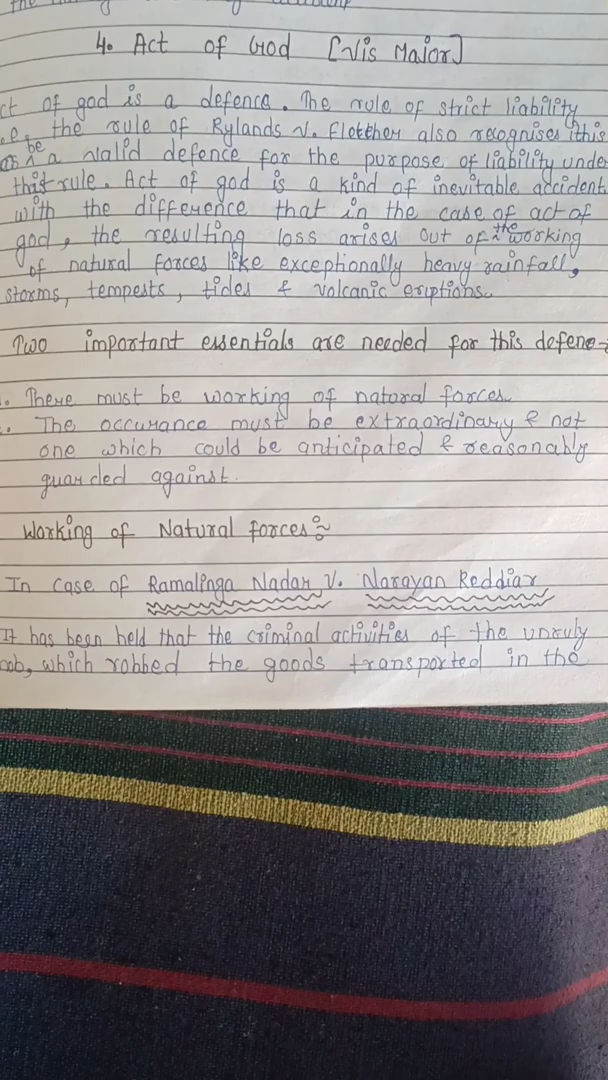 4. Act of God [Vis Major]
ct of god is a defence. The rule of strict liability
i.e. the rule of Rylands v. Fletcher also recognises this
as be a valid defence for the purpose of liability under
that rule. Act of god is a kind of inevitable accident
with the difference that in the case of act of
god, the resulting loss arises out of the working
of natural forces like exceptionally heavy rainfall,
storms, tempests, tides & volcanic eriptions.
Two important essentials are needed for this defence-
. There must be working of natural forces.
. The occurance must be extraordinary & not
one which could be anticipated & reasonably
guarded against.
Working of Natural forces:-
In case of Ramalinga Nadar V. Narayan Reddiar
It has been held that the criminal activities of the unruly
ob, which robbed the goods transported in the